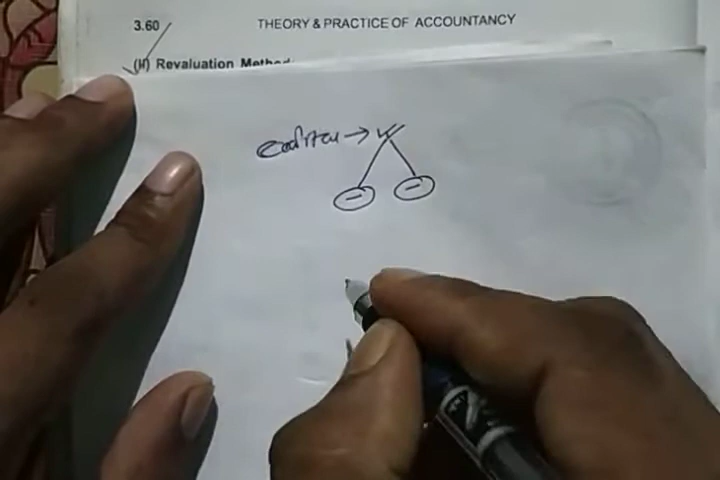 3.60 THEORY & PRACTICE OF ACCOUNTANCY
(II) Revaluation Method